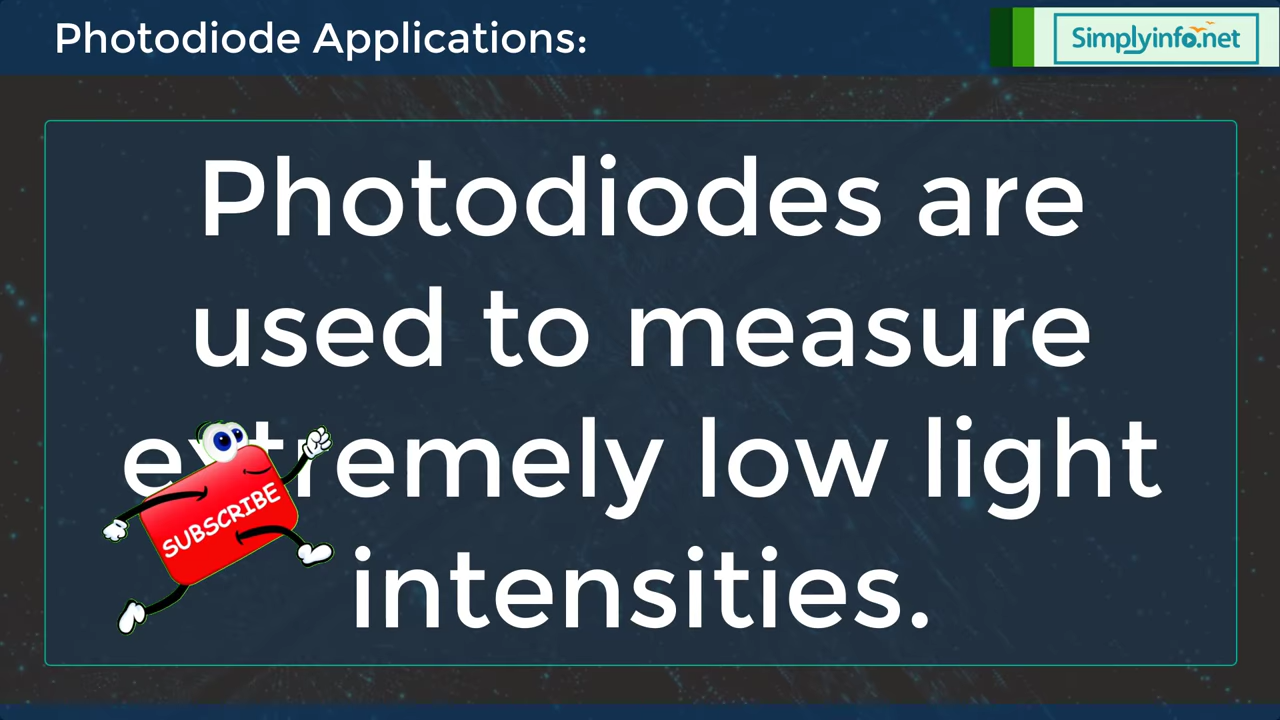 Photodiode Applications:
Simplyinfo.net
Photodiodes are
used to measure
extremely low light
SUBSCRIBE
intensities.